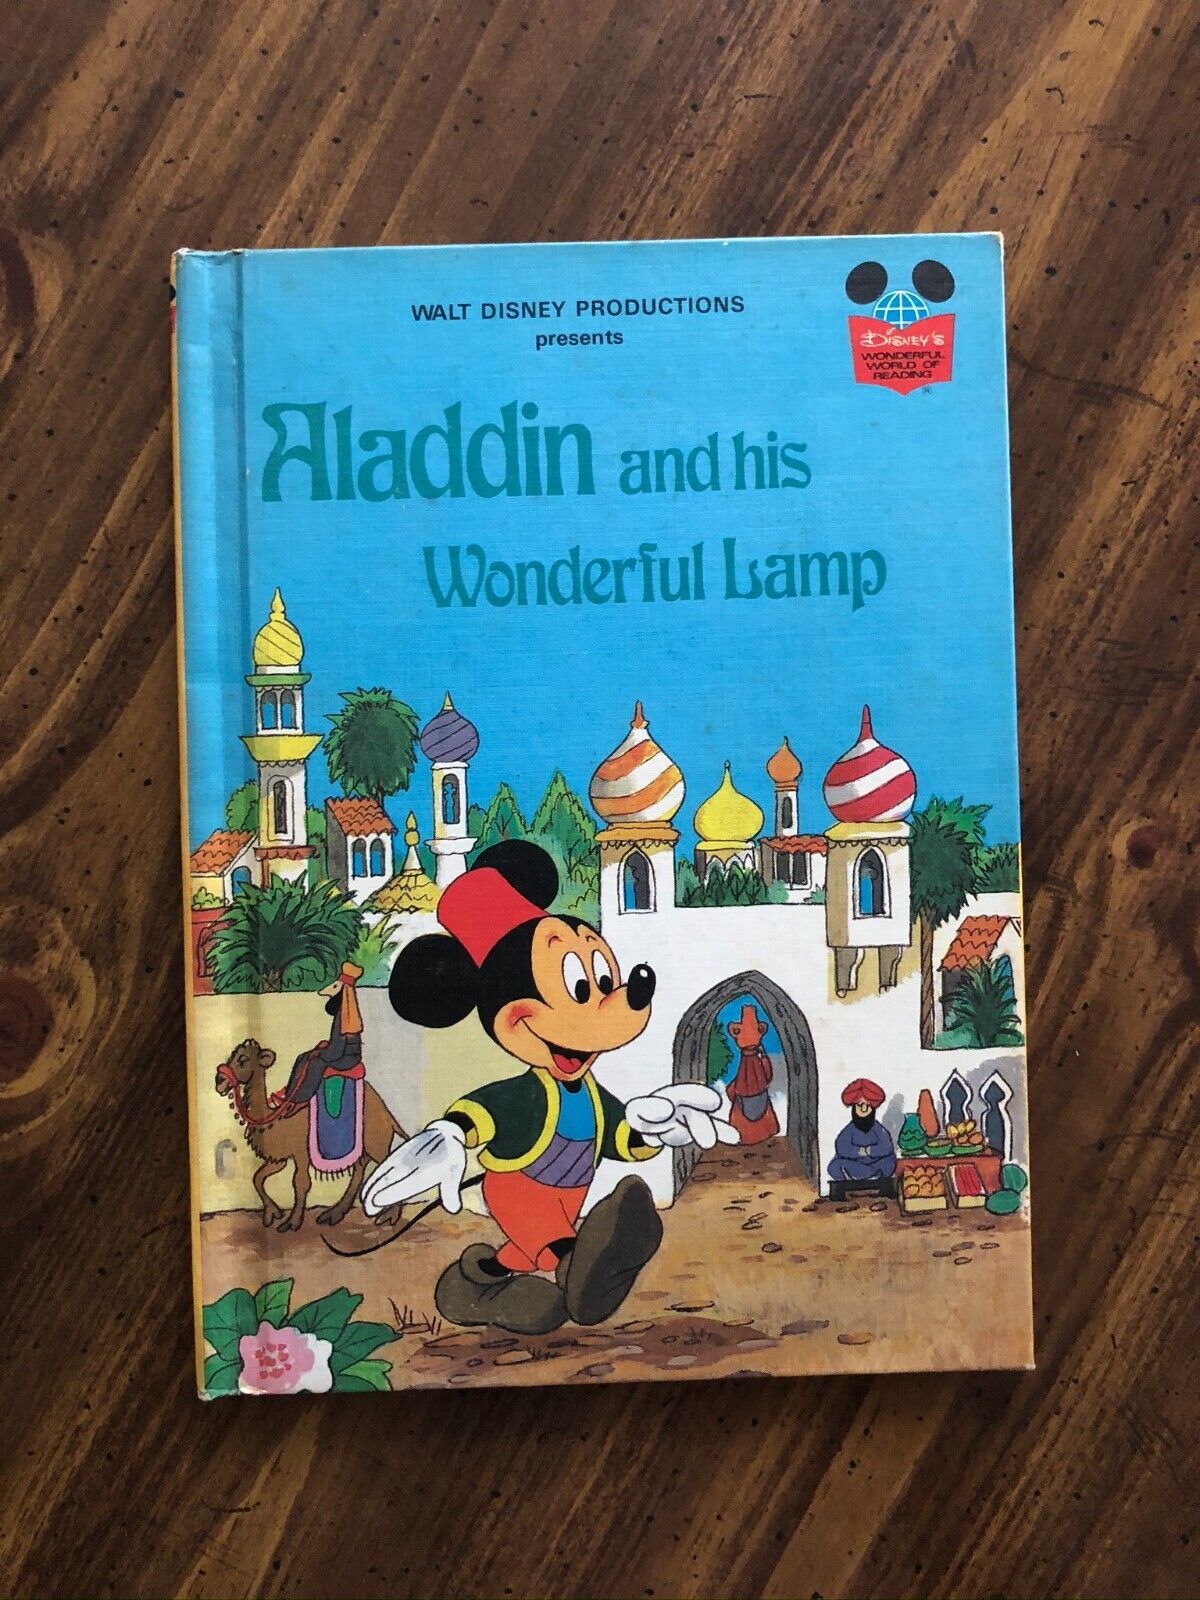 WALT DISNEY PRODUCTIONS
presents
DISNEY'S
WONDERFUL
WORLD OF
READING
®
Aladdin and his
Wonderful Lamp